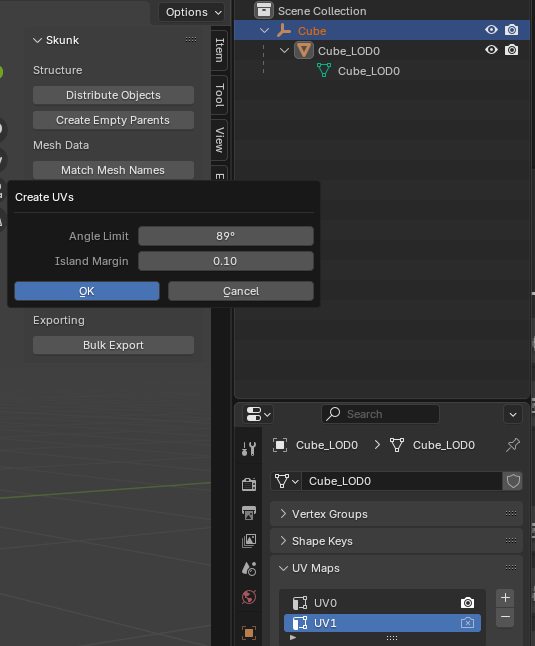 Options
Scene Collection
Cube
Cube_LOD0
Cube_LOD0
Skunk
Structure
Distribute Objects
Create Empty Parents
Mesh Data
Match Mesh Names
Item
Tool
View
Create UVs
Angle Limit 89°
Island Margin 0.10
OK Cancel
Exporting
Bulk Export
Search
Cube_LOD0 Cube_LOD0
Cube_LOD0
Vertex Groups
Shape Keys
UV Maps
UV0
UV1